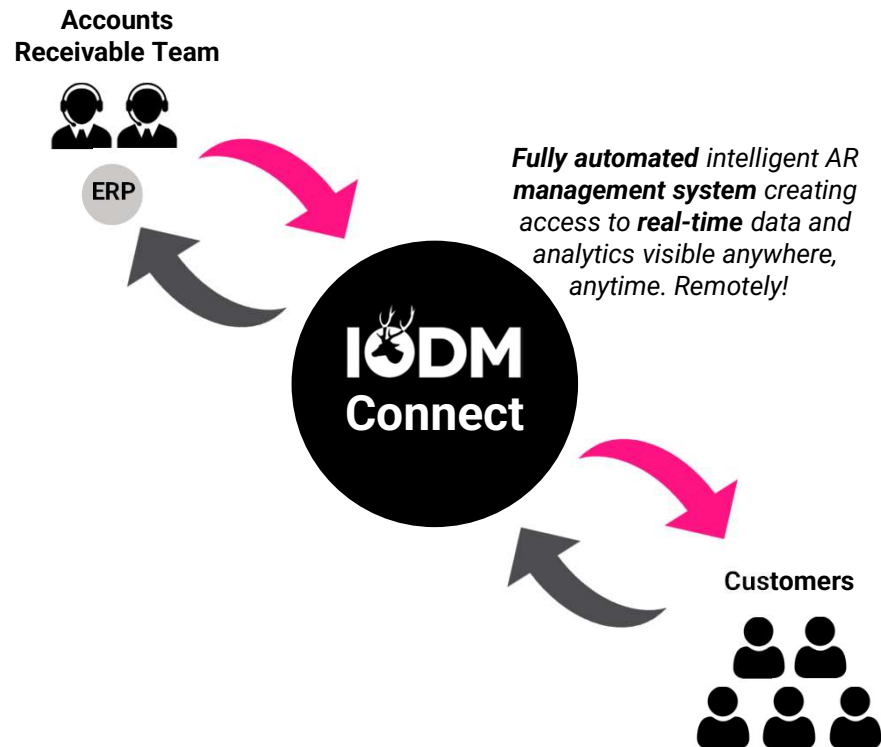 Accounts
Receivable Team
ERP
Fully automated intelligent AR
management system creating
access to real-time data and
analytics visible anywhere,
anytime. Remotely!
IODM
Connect
Customers